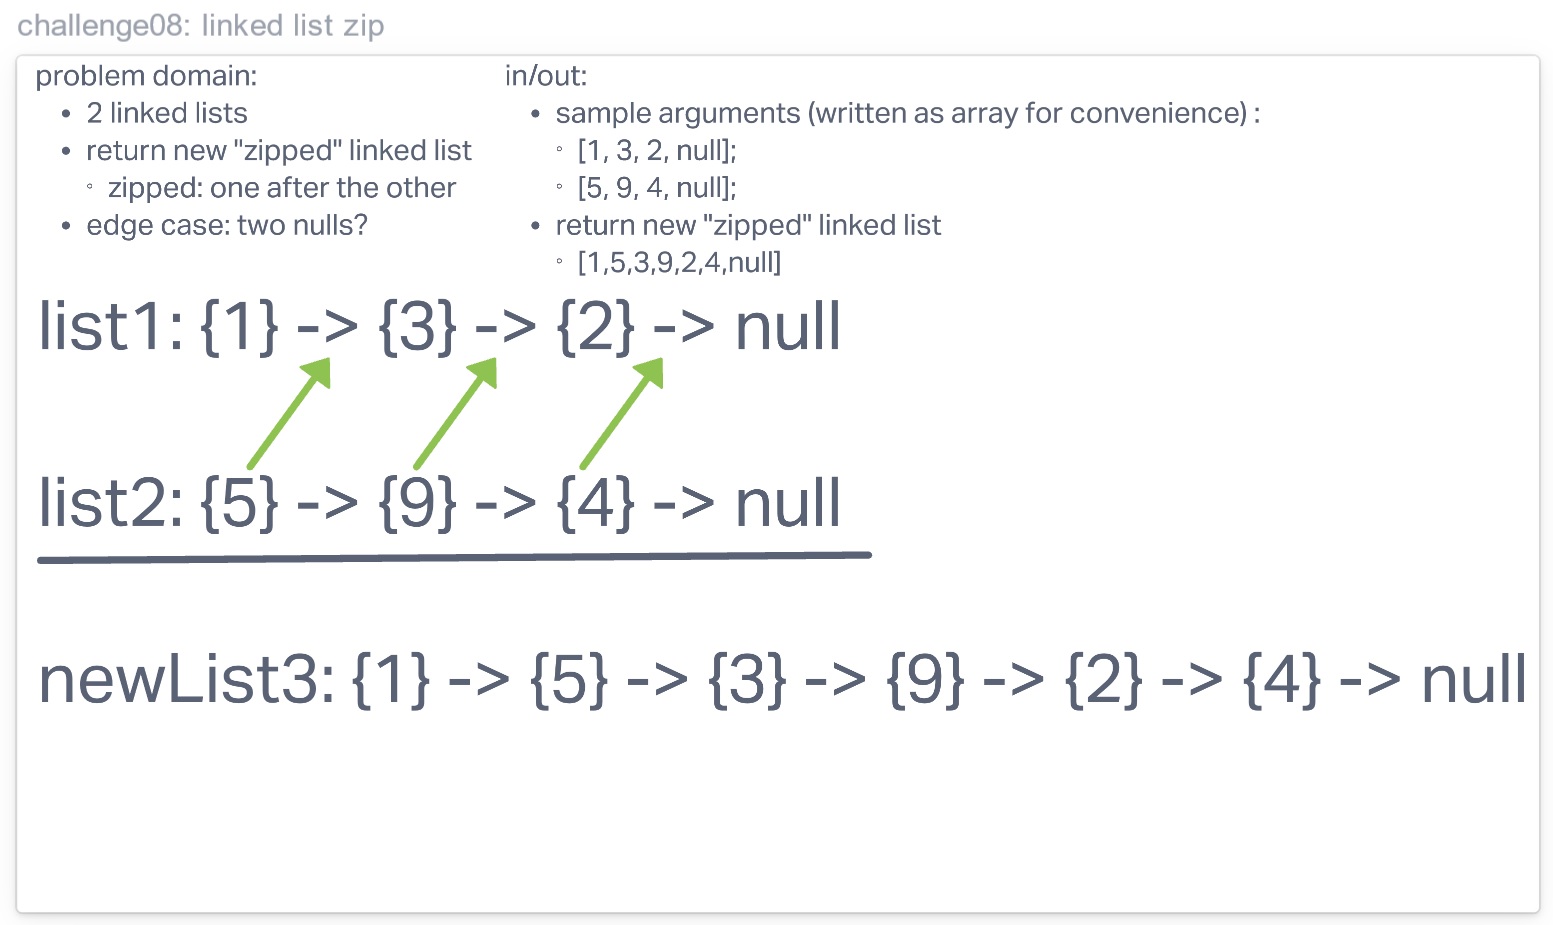 challenge08: linked list zip
problem domain:
• 2 linked lists
• return new "zipped" linked list
◦ zipped: one after the other
• edge case: two nulls?
in/out:
• sample arguments (written as array for convenience) :
◦ [1, 3, 2, null];
◦ [5, 9, 4, null];
• return new "zipped" linked list
◦ [1,5,3,9,2,4,null]
list1: {1} -> {3} -> {2} -> null
list2: {5} -> {9} -> {4} -> null
newList3: {1} -> {5} -> {3} -> {9} -> {2} -> {4} -> null